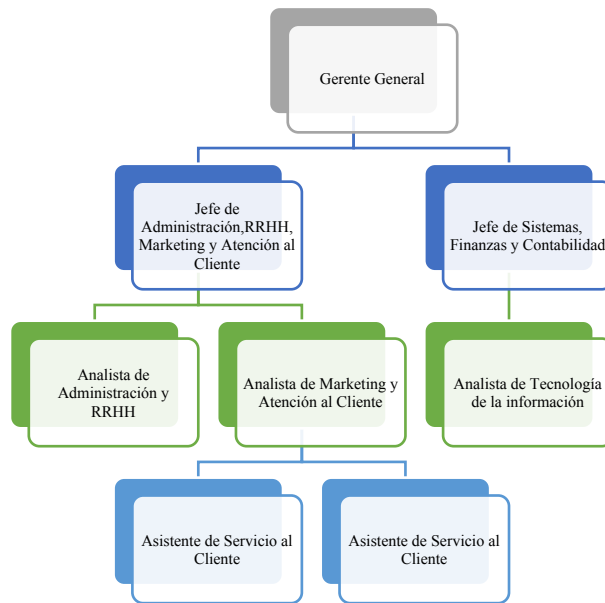 Gerente General
Jefe de
Administración,RRHH,
Marketing y Atención al
Cliente
Jefe de Sistemas,
Finanzas y Contabilidad
Analista de
Administración y
RRHH
Analista de Marketing y
Atención al Cliente
Analista de Tecnología
de la información
Asistente de Servicio al
Cliente
Asistente de Servicio al
Cliente